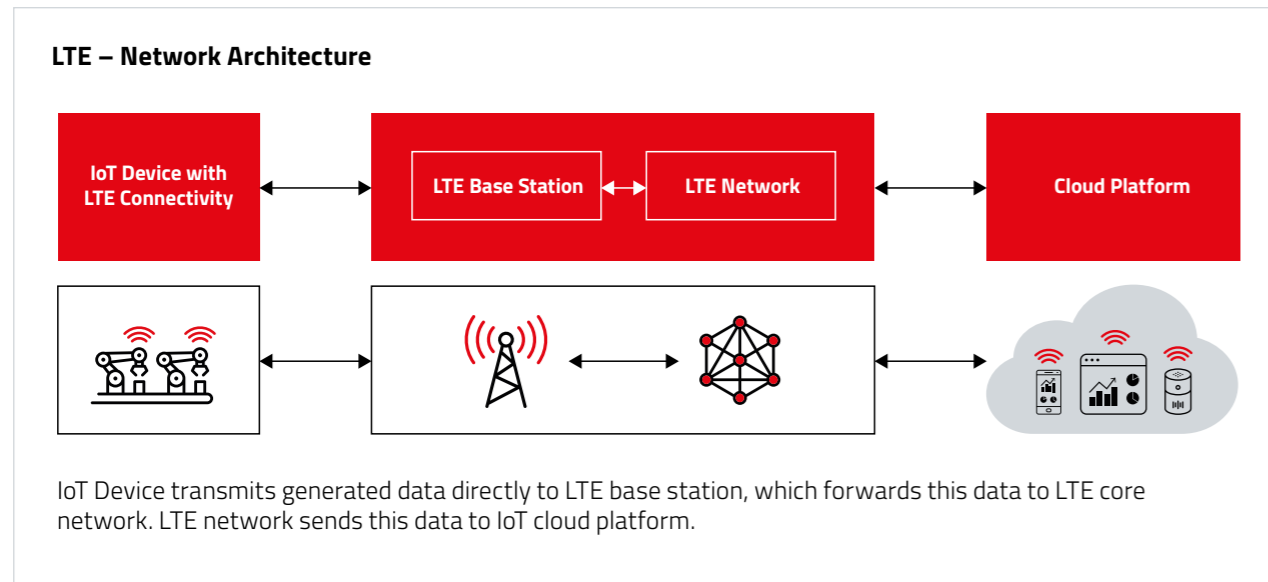 LTE – Network Architecture
IoT Device with
LTE Connectivity
LTE Base Station
LTE Network
Cloud Platform
IoT Device transmits generated data directly to LTE base station, which forwards this data to LTE core
network. LTE network sends this data to IoT cloud platform.